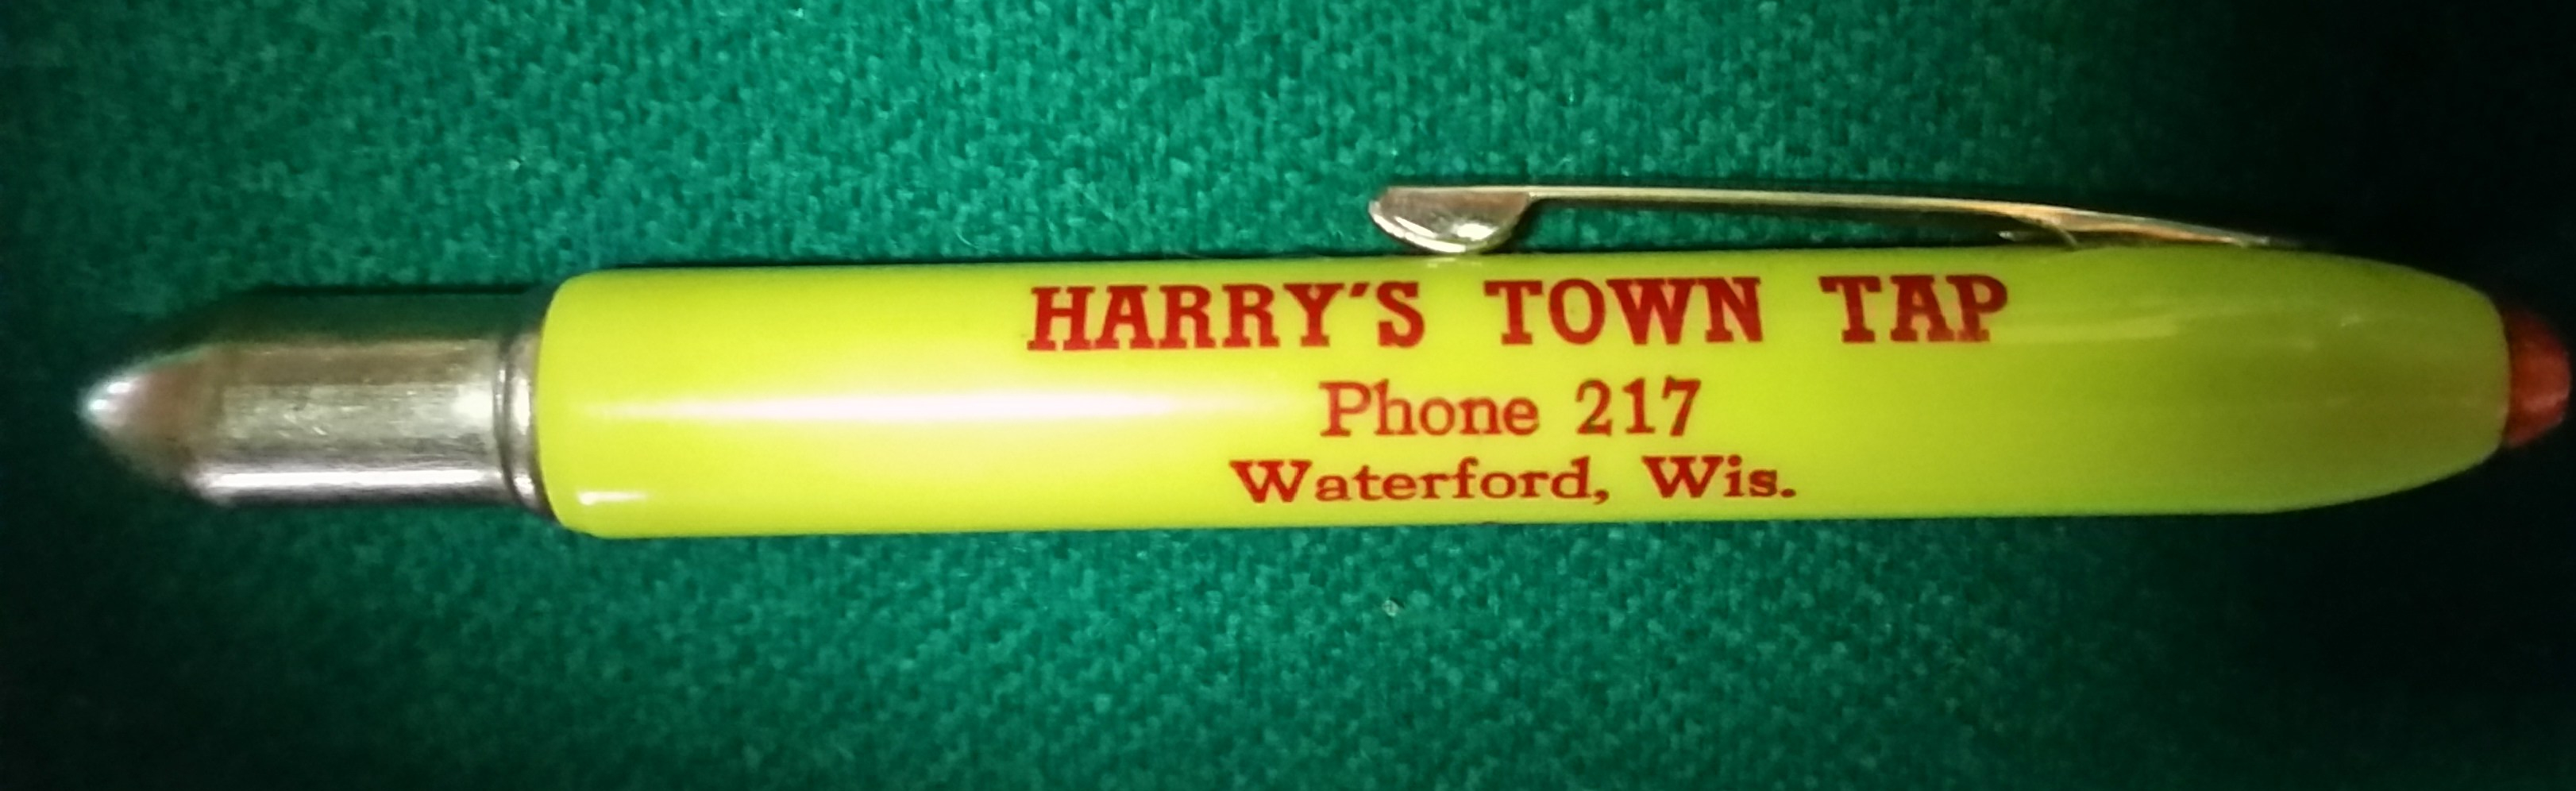 HARRY'S TOWN TAP
Phone 217
Waterford, Wis.